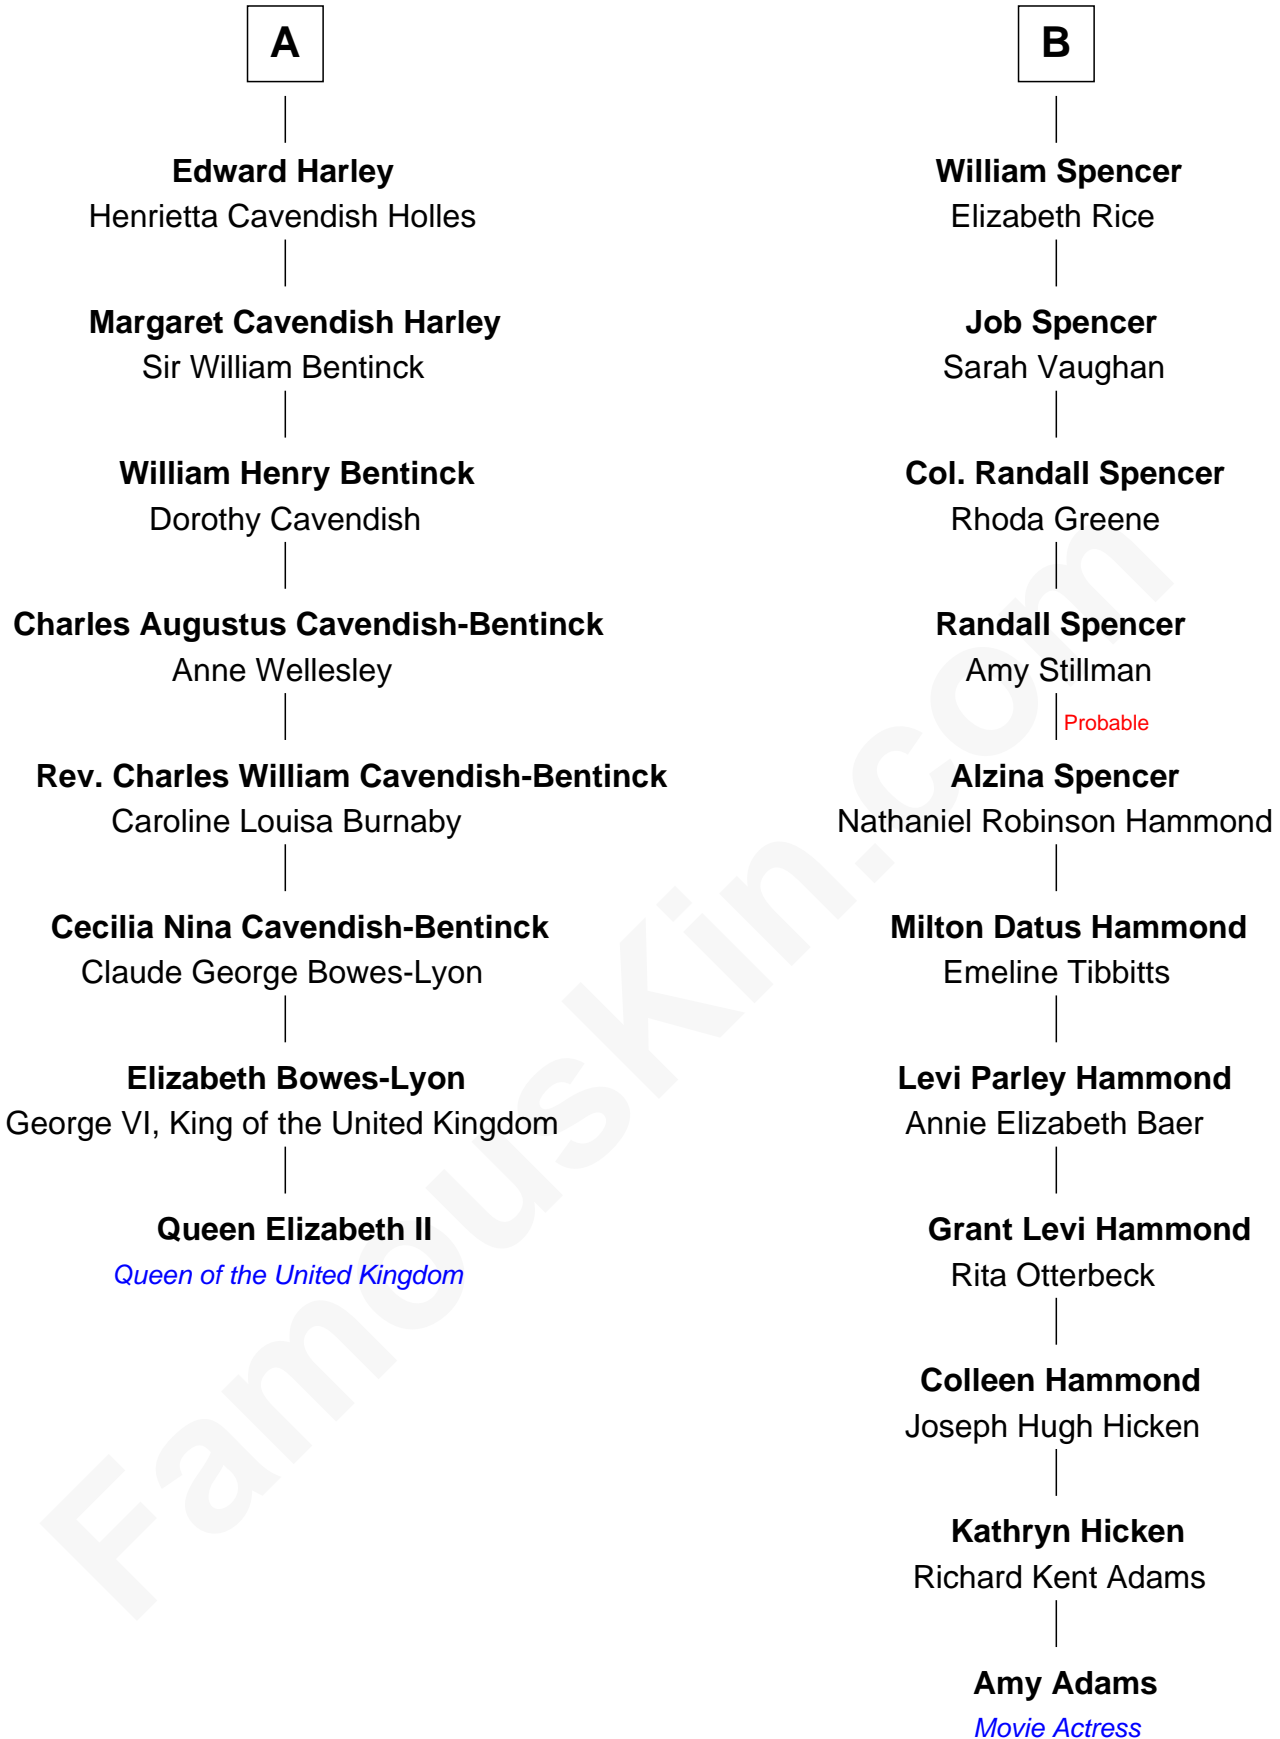 A
Edward Harley
Henrietta Cavendish Holles
Margaret Cavendish Harley
Sir William Bentinck
William Henry Bentinck
Dorothy Cavendish
Charles Augustus Cavendish-Bentinck
Anne Wellesley
Rev. Charles William Cavendish-Bentinck
Caroline Louisa Burnaby
Cecilia Nina Cavendish-Bentinck
Claude George Bowes-Lyon
Elizabeth Bowes-Lyon
George VI, King of the United Kingdom
Queen Elizabeth II
Queen of the United Kingdom
B
William Spencer
Elizabeth Rice
Job Spencer
Sarah Vaughan
Col. Randall Spencer
Rhoda Greene
Randall Spencer
Amy Stillman
Probable
Alzina Spencer
Nathaniel Robinson Hammond
Milton Datus Hammond
Emeline Tibbitts
Levi Parley Hammond
Annie Elizabeth Baer
Grant Levi Hammond
Rita Otterbeck
Colleen Hammond
Joseph Hugh Hicken
Kathryn Hicken
Richard Kent Adams
Amy Adams
Movie Actress
FamousKin.com